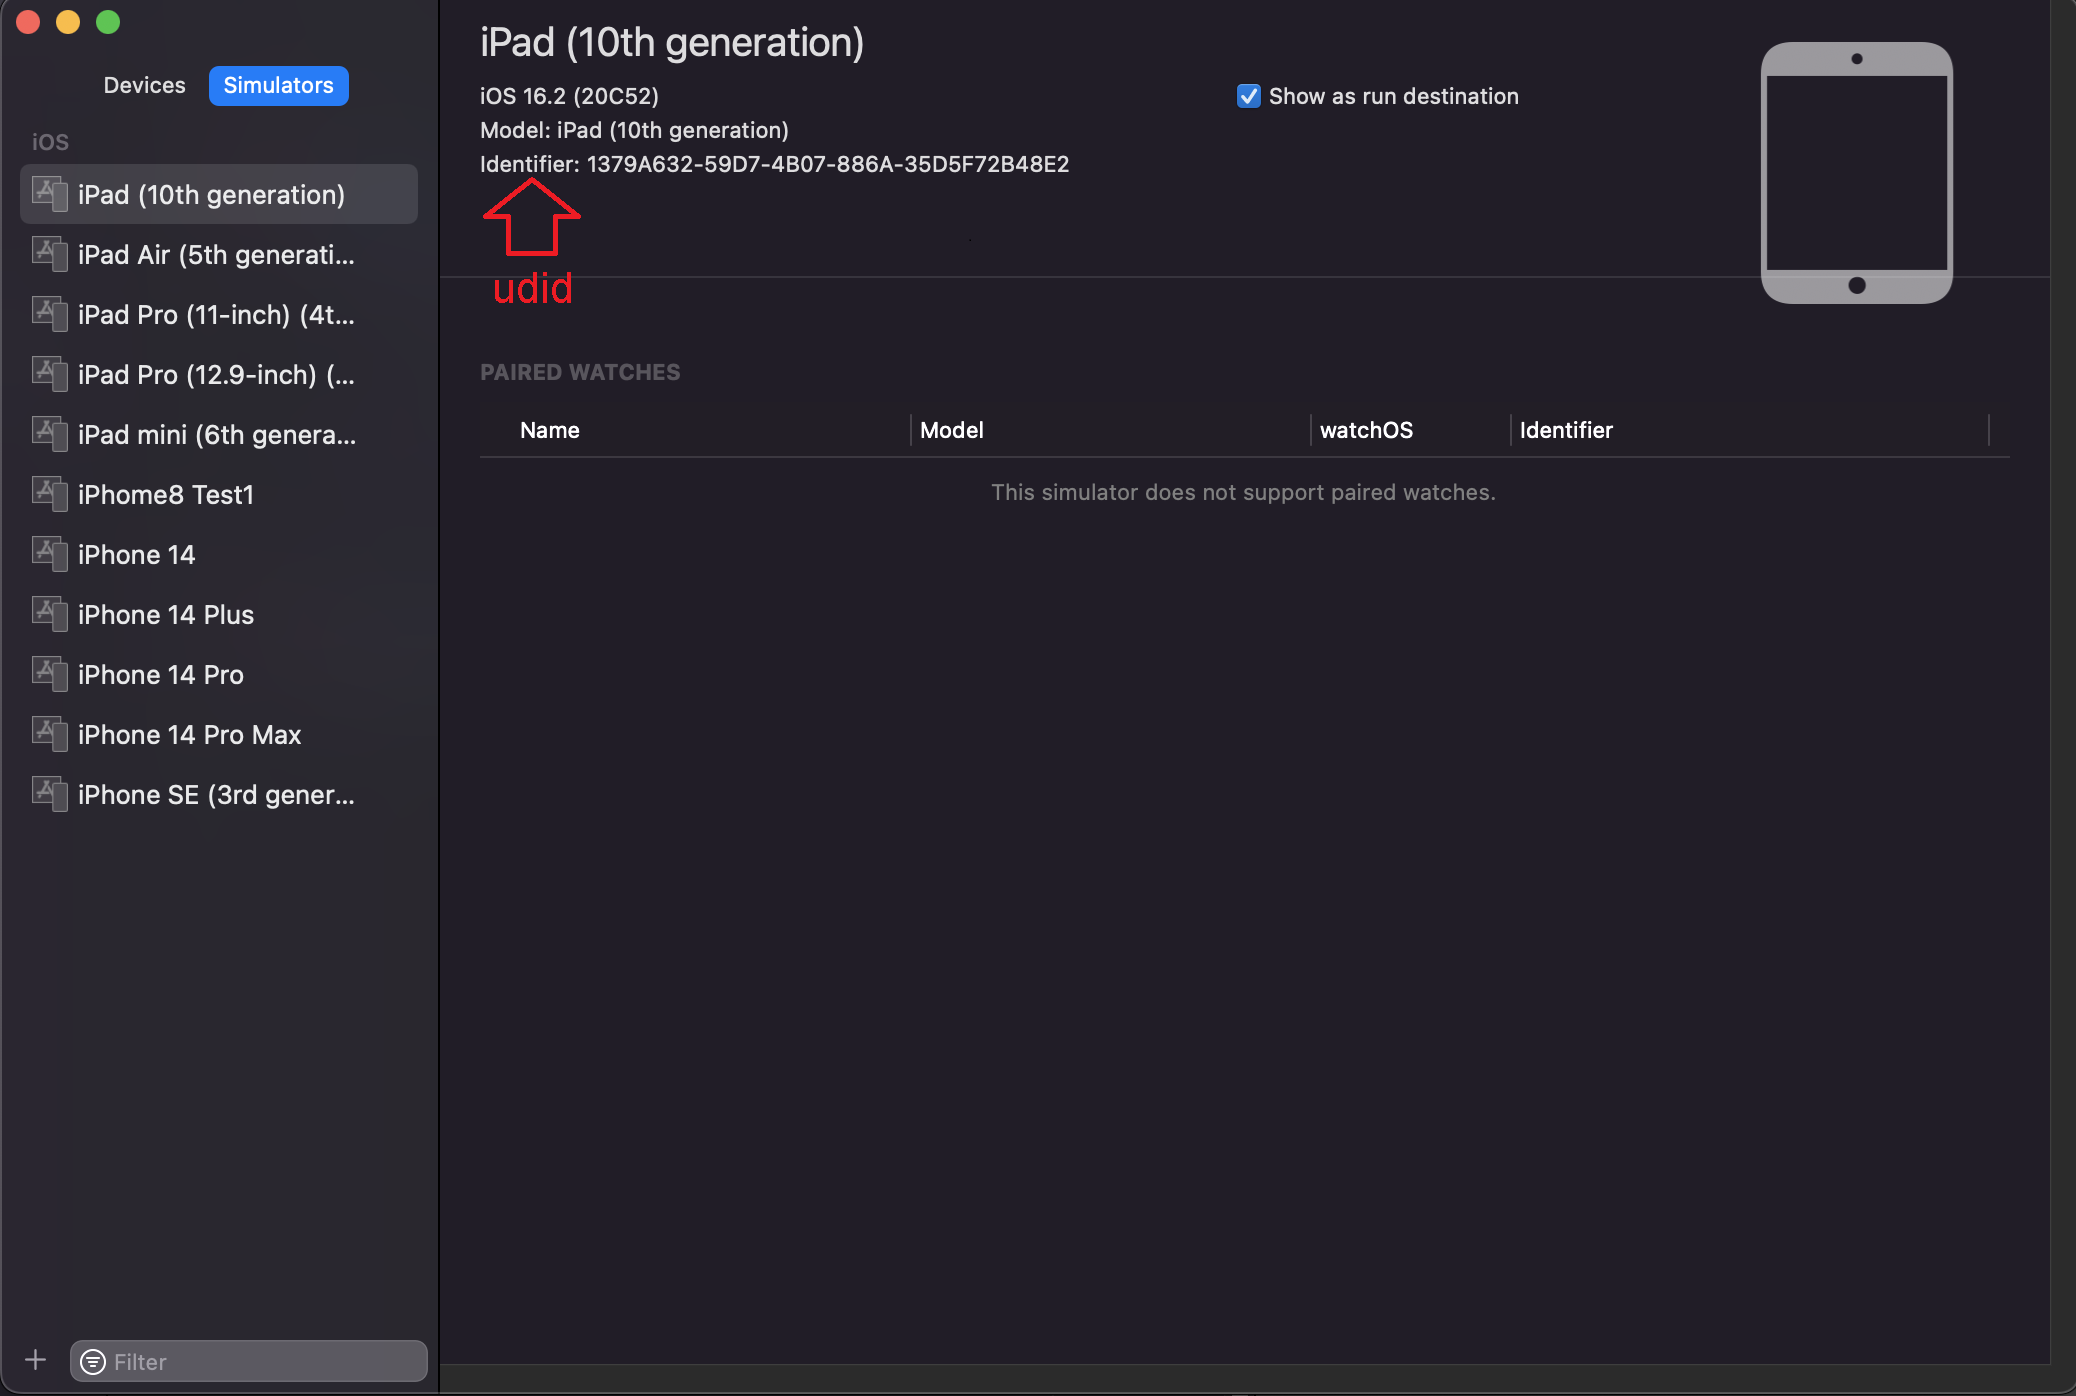 Devices
Simulators
iOS
iPad (10th generation)
iPad Air (5th generati...
iPad Pro (11-inch) (4t...
iPad Pro (12.9-inch) (...
iPad mini (6th genera...
iPhome8 Test1
iPhone 14
iPhone 14 Plus
iPhone 14 Pro
iPhone 14 Pro Max
iPhone SE (3rd gener...
Filter
iPad (10th generation)
iOS 16.2 (20C52)
Show as run destination
Model: iPad (10th generation)
Identifier: 1379A632-59D7-4B07-886A-35D5F72B48E2
udid
PAIRED WATCHES
Name
Model
watchOS
Identifier
This simulator does not support paired watches.